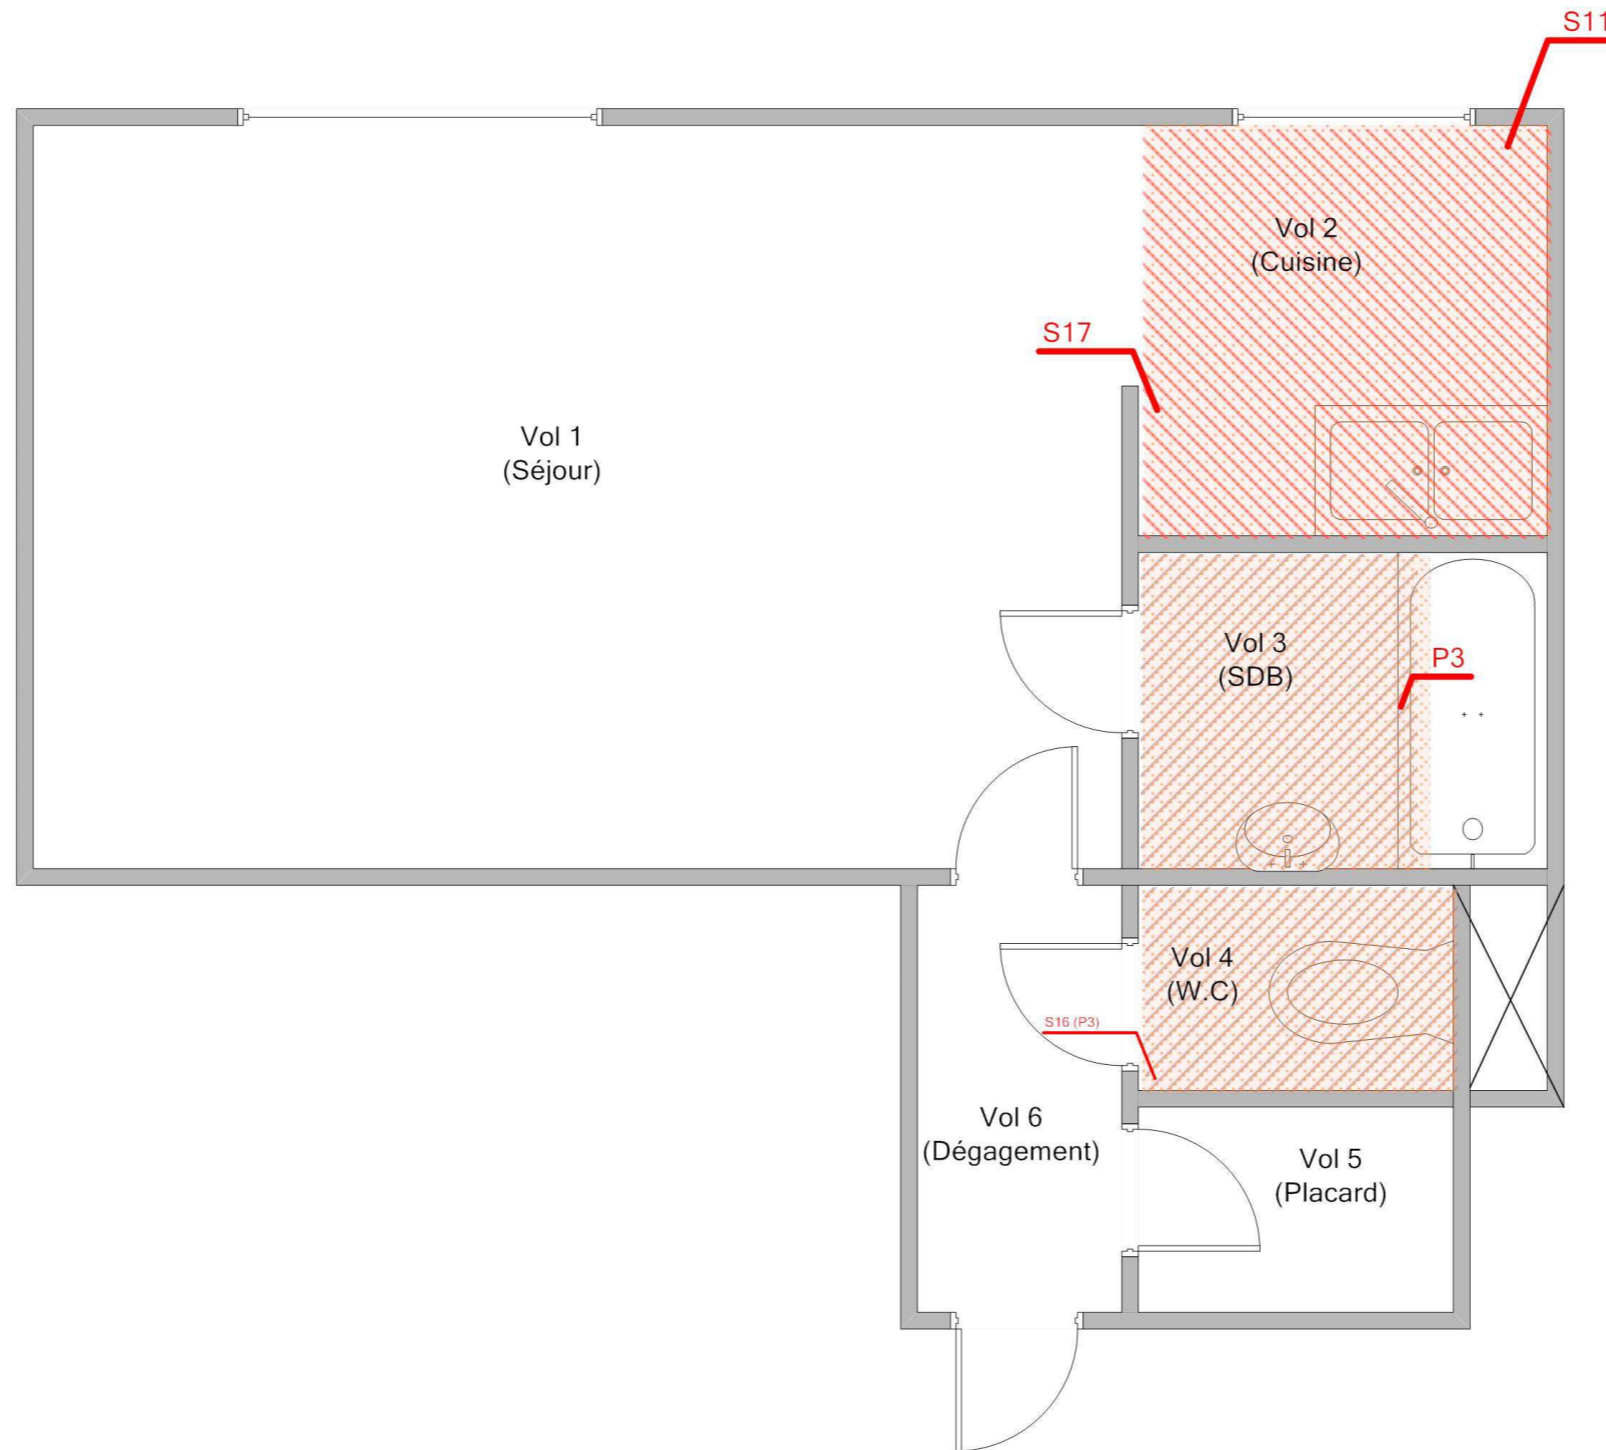 S11
Vol 2
(Cuisine)
S17
Vol 1
(Séjour)
Vol 3
(SDB)
P3
Vol 4
(W.C)
S16 (P3)
Vol 6
(Dégagement)
Vol 5
(Placard)